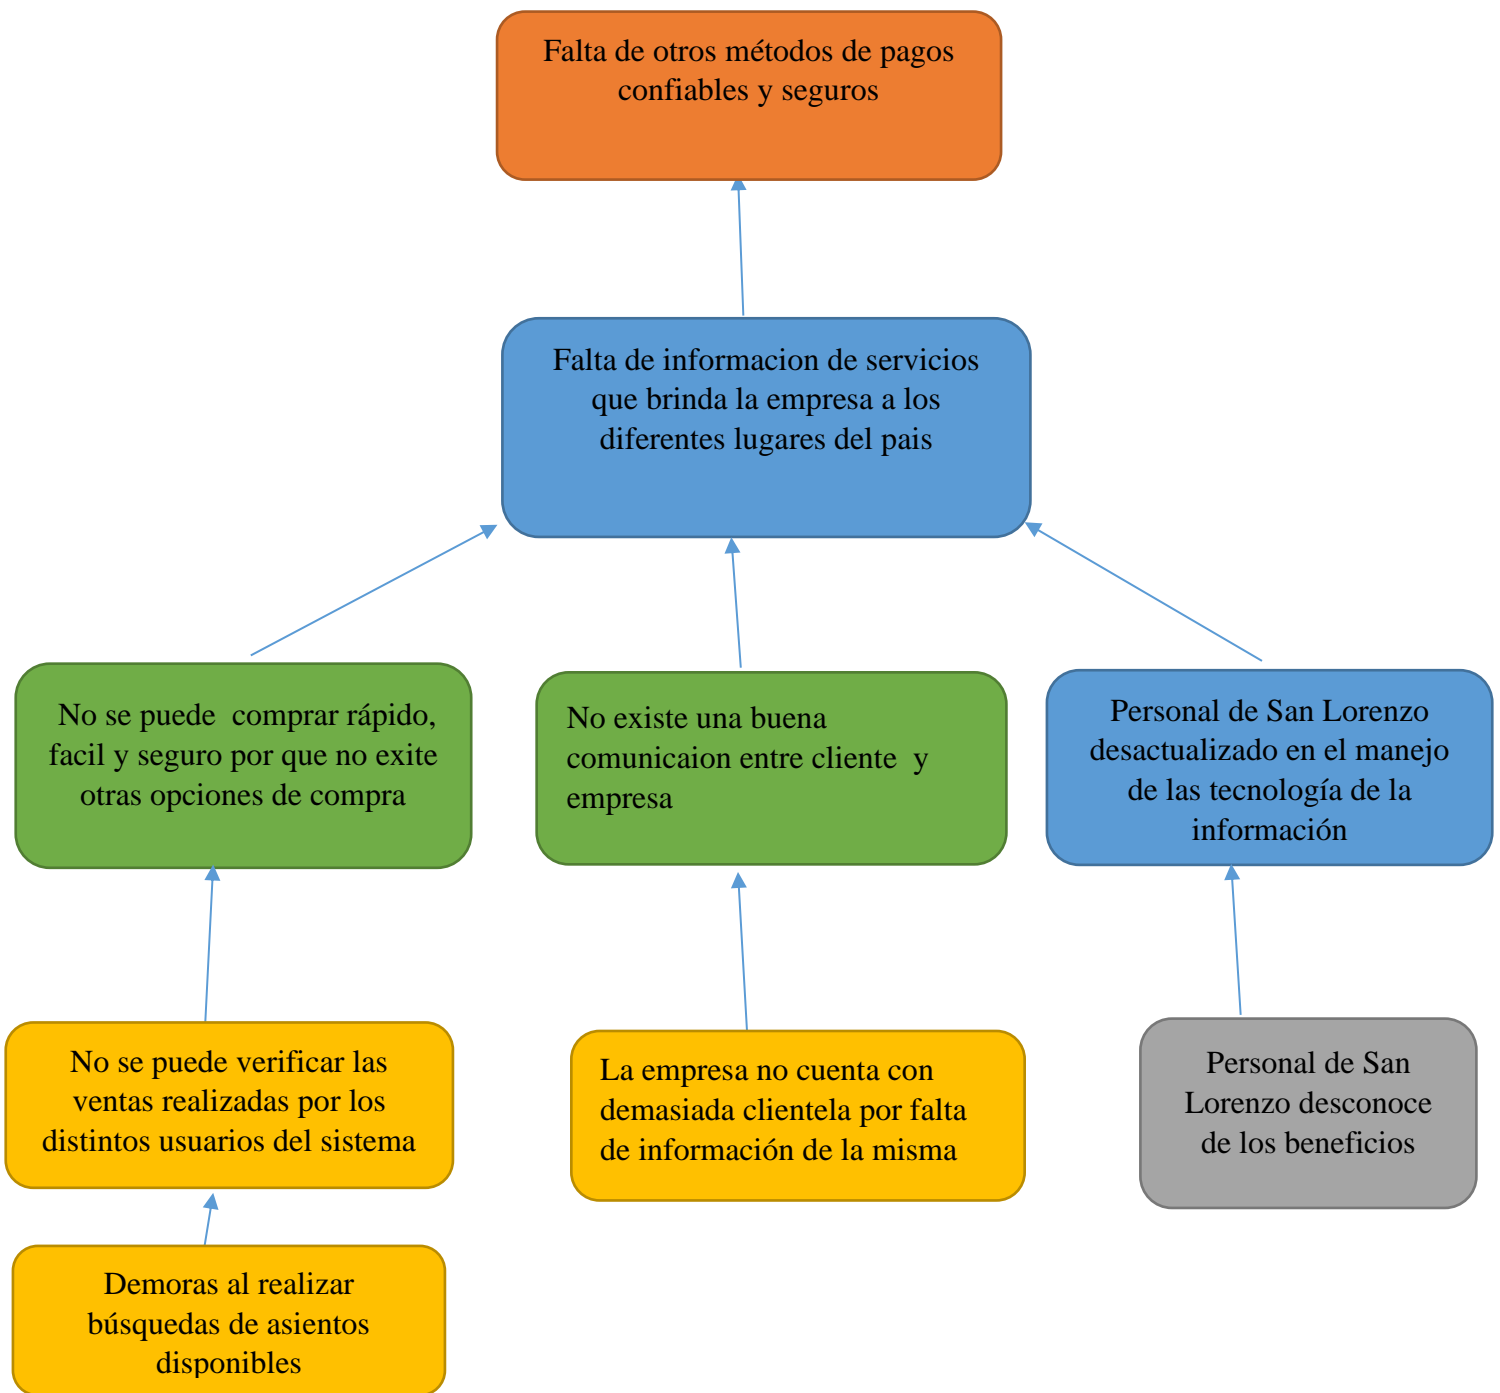 Falta de otros métodos de pagos
confiables y seguros
Falta de informacion de servicios
que brinda la empresa a los
diferentes lugares del pais
No se puede  comprar rápido,
facil y seguro por que no exite
otras opciones de compra
No existe una buena
comunicaion entre cliente  y
empresa
Personal de San Lorenzo
desactualizado en el manejo
de las tecnología de la
información
No se puede verificar las
ventas realizadas por los
distintos usuarios del sistema
La empresa no cuenta con
demasiada clientela por falta
de información de la misma
Personal de San
Lorenzo desconoce
de los beneficios
Demoras al realizar
búsquedas de asientos
disponibles